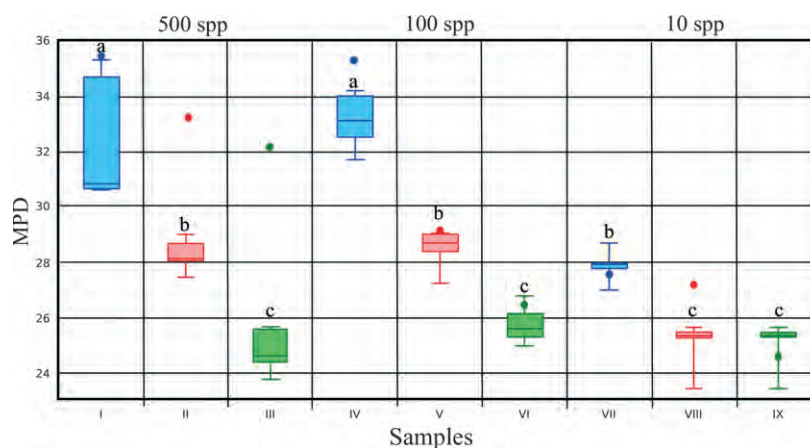 500 spp 100 spp 10 spp
36
34
32
30
28
26
24
MPD
a
b
c
a
b
c
b
c
c
I II III IV V VI VII VIII IX
Samples